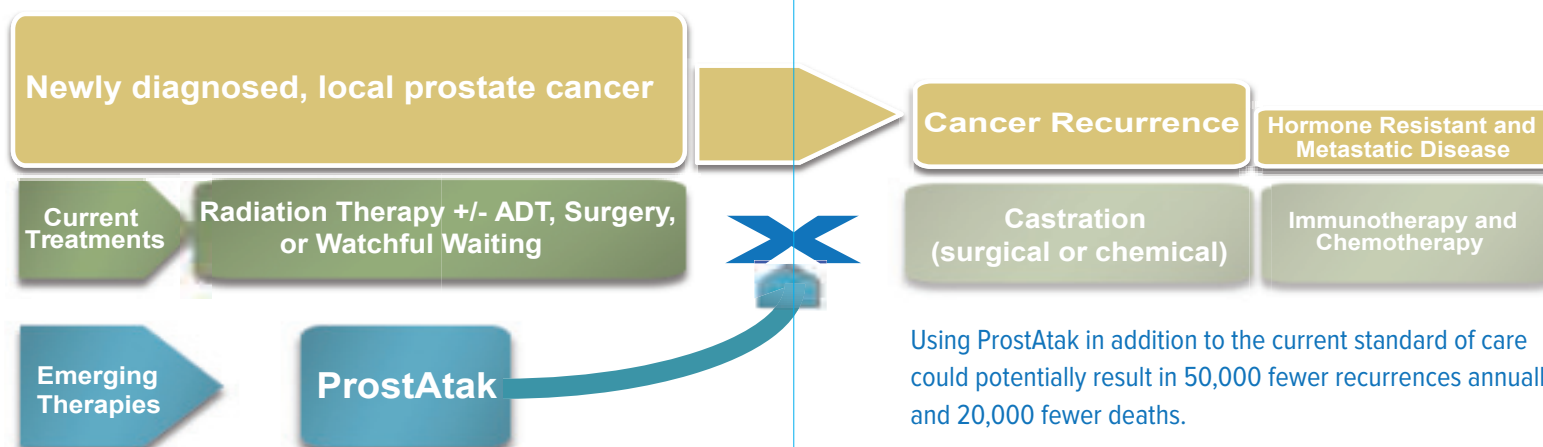 Newly diagnosed, local prostate cancer
Cancer Recurrence
Hormone Resistant and
Metastatic Disease
Current
Treatments
Radiation Therapy +/- ADT, Surgery,
or Watchful Waiting
Castration
(surgical or chemical)
Immunotherapy and
Chemotherapy
Emerging
Therapies
ProstAtak
Using ProstAtak in addition to the current standard of care
could potentially result in 50,000 fewer recurrences annuall
and 20,000 fewer deaths.